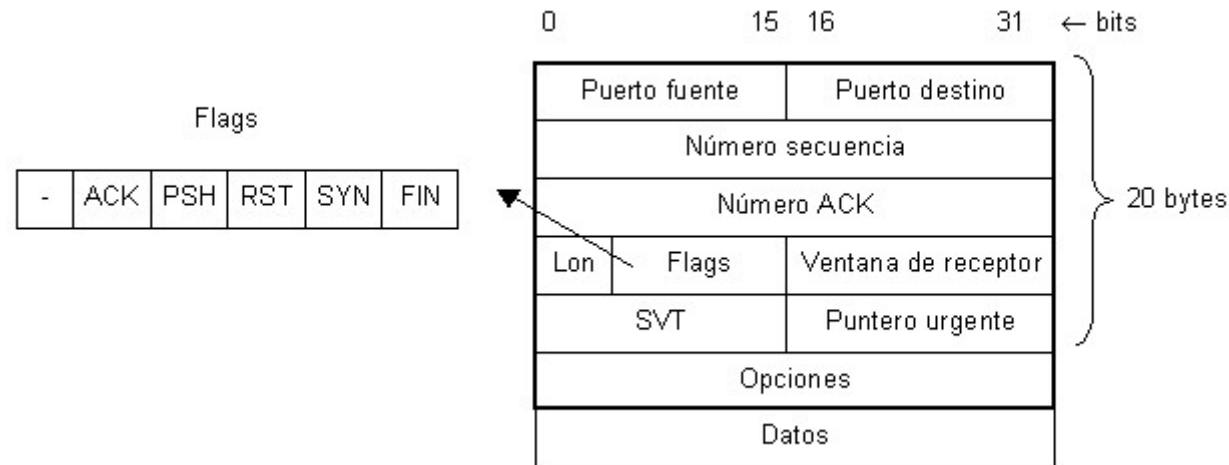 0 15 16 31 ← bits
Puerto fuente Puerto destino
Flags
Número secuencia
- ACK PSH RST SYN FIN
Número ACK
20 bytes
Lon Flags Ventana de receptor
SVT Puntero urgente
Opciones
Datos